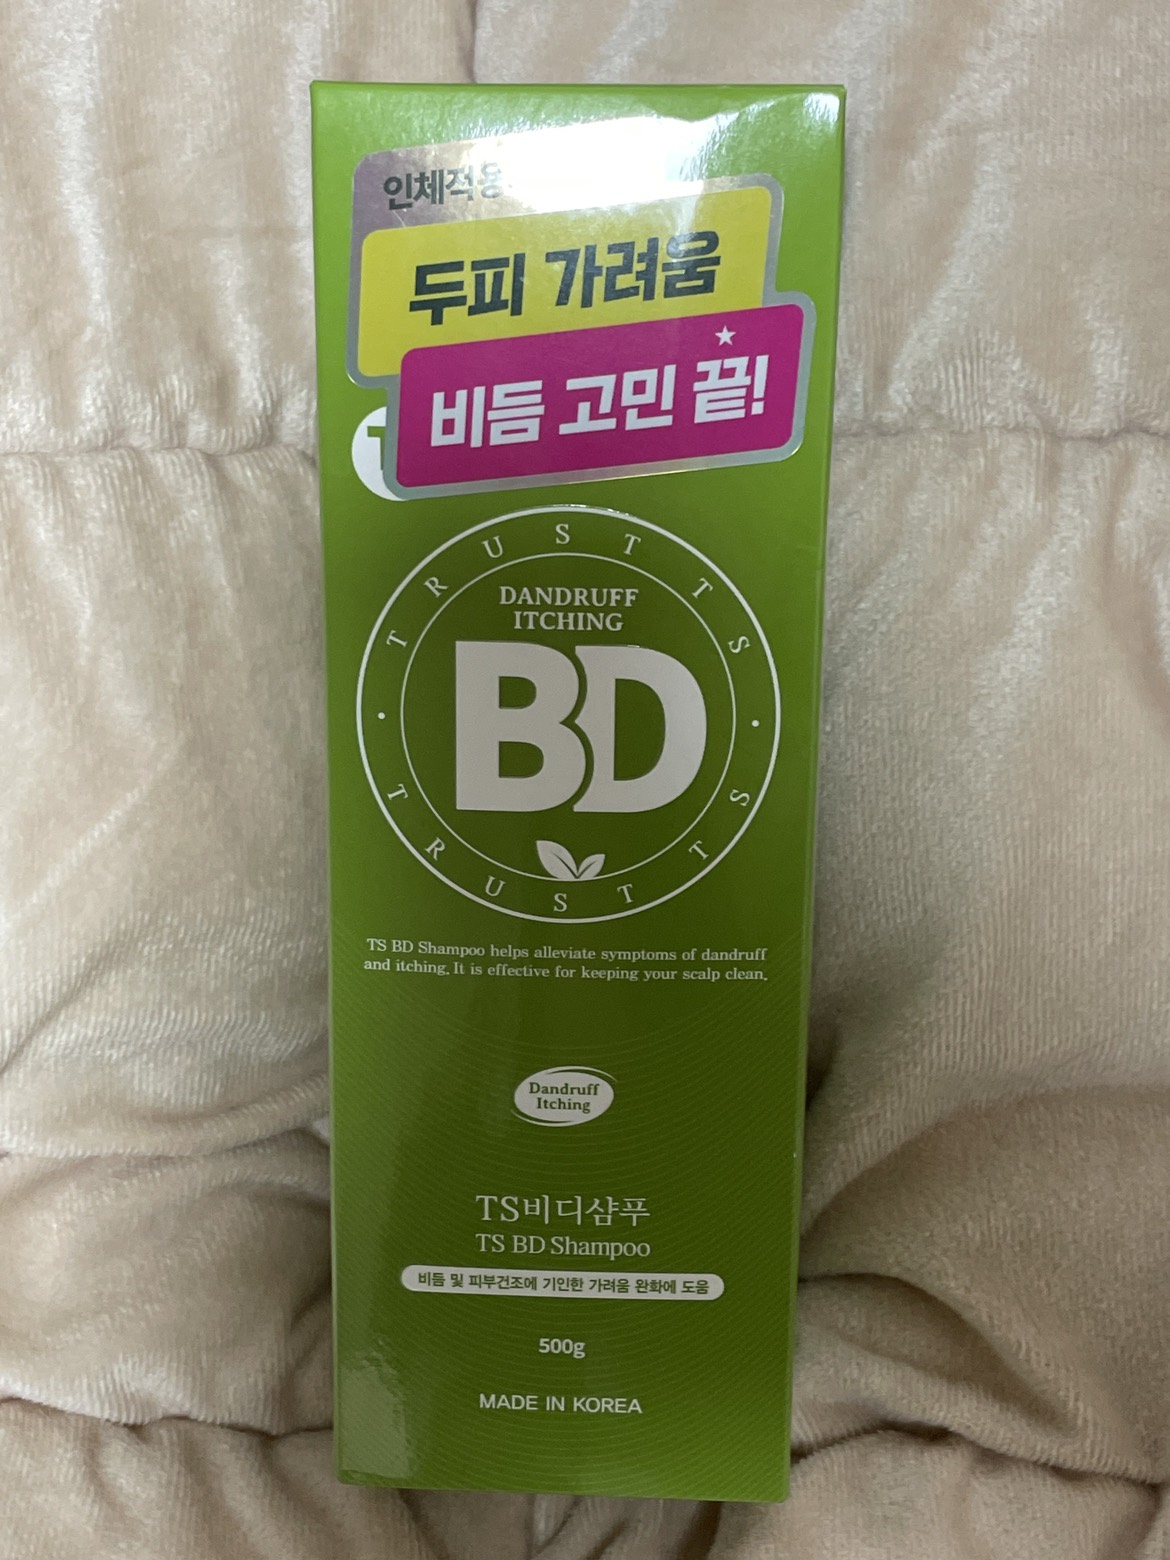 인체적용
두피 가려움
비듬 고민 끝!
TRUST TS
DANDRUFF
ITCHING
BD
TRUST TS
TS BD Shampoo helps alleviate symptoms of dandruff
and itching. It is effective for keeping your scalp clean.
Dandruff
Itching
TS비디샴푸
TS BD Shampoo
비듬 및 피부건조에 기인한 가려움 완화에 도움
500g
MADE IN KOREA